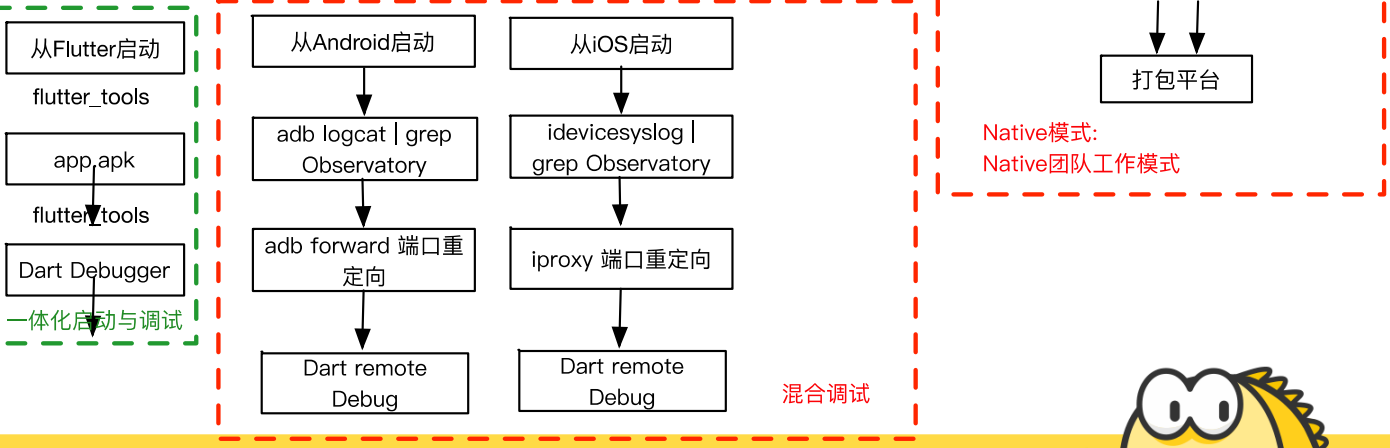 从Flutter启动
flutter_tools
app.apk
flutter_tools
Dart Debugger
一体化启动与调试
从Android启动
adb logcat | grep
Observatory
adb forward 端口重
定向
Dart remote
Debug
从iOS启动
idevicesyslog |
grep Observatory
iproxy 端口重定向
Dart remote
Debug
混合调试
打包平台
Native模式:
Native团队工作模式